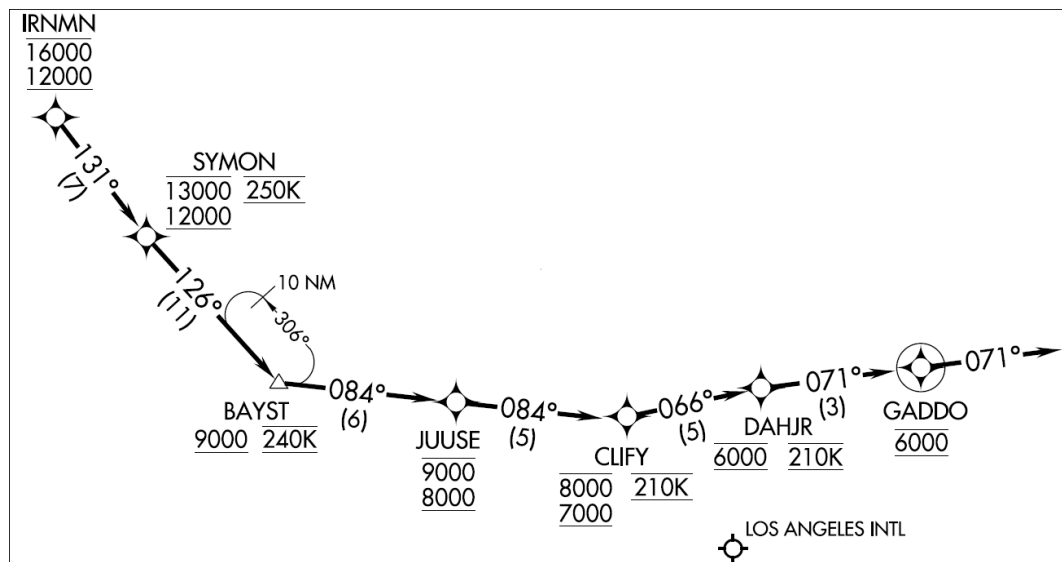 IRNMN
16000
12000
131°
(7)
SYMON
13000 250K
12000
126°
(11)
10 NM
306°
BAYST
9000 240K
084°
(6)
JUUSE
9000
8000
084°
(5)
CLIFY
8000 210K
7000
066°
(5)
DAHJR
6000 210K
071°
(3)
GADDO
6000
071°
LOS ANGELES INTL